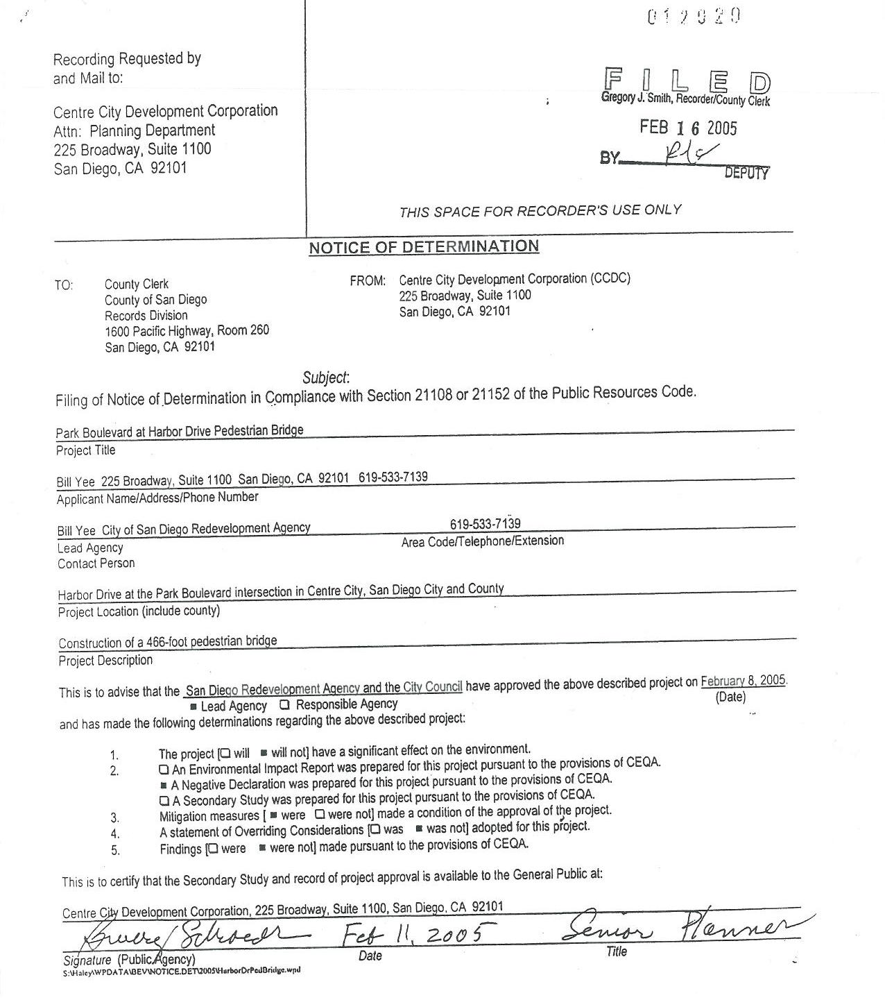 012020
Recording Requested by
and Mail to:
Centre City Development Corporation
Attn: Planning Department
225 Broadway, Suite 1100
San Diego, CA 92101
FILED
Gregory J. Smith, Recorder/County Clerk
FEB 16 2005
BY
DEPUTY
THIS SPACE FOR RECORDER'S USE ONLY
NOTICE OF DETERMINATION
TO: County Clerk
County of San Diego
Records Division
1600 Pacific Highway, Room 260
San Diego, CA 92101
FROM: Centre City Development Corporation (CCDC)
225 Broadway, Suite 1100
San Diego, CA 92101
Subject:
Filing of Notice of Determination in Compliance with Section 21108 or 21152 of the Public Resources Code.
Park Boulevard at Harbor Drive Pedestrian Bridge
Project Title
Bill Yee 225 Broadway, Suite 1100 San Diego, CA 92101 619-533-7139
Applicant Name/Address/Phone Number
Bill Yee City of San Diego Redevelopment Agency 619-533-7139
Lead Agency Area Code/Telephone/Extension
Contact Person
Harbor Drive at the Park Boulevard intersection in Centre City, San Diego City and County
Project Location (include county)
Construction of a 466-foot pedestrian bridge
Project Description
This is to advise that the San Diego Redevelopment Agency and the City Council have approved the above described project on February 8, 2005.
■ Lead Agency ☐ Responsible Agency (Date)
and has made the following determinations regarding the above described project:
1. The project [☐ will ■ will not] have a significant effect on the environment.
2. ☐ An Environmental Impact Report was prepared for this project pursuant to the provisions of CEQA.
■ A Negative Declaration was prepared for this project pursuant to the provisions of CEQA.
☐ A Secondary Study was prepared for this project pursuant to the provisions of CEQA.
3. Mitigation measures [ ■ were ☐ were not] made a condition of the approval of the project.
4. A statement of Overriding Considerations [☐ was ■ was not] adopted for this project.
5. Findings [☐ were ■ were not] made pursuant to the provisions of CEQA.
This is to certify that the Secondary Study and record of project approval is available to the General Public at:
Centre City Development Corporation, 225 Broadway, Suite 1100, San Diego, CA 92101
Feb 11, 2005 Senior Planner
Signature (Public Agency) Date Title
S:\Haley\WPDATA\BEV\NOTICE.DET\2005\HarborDrPedBridge.wpd